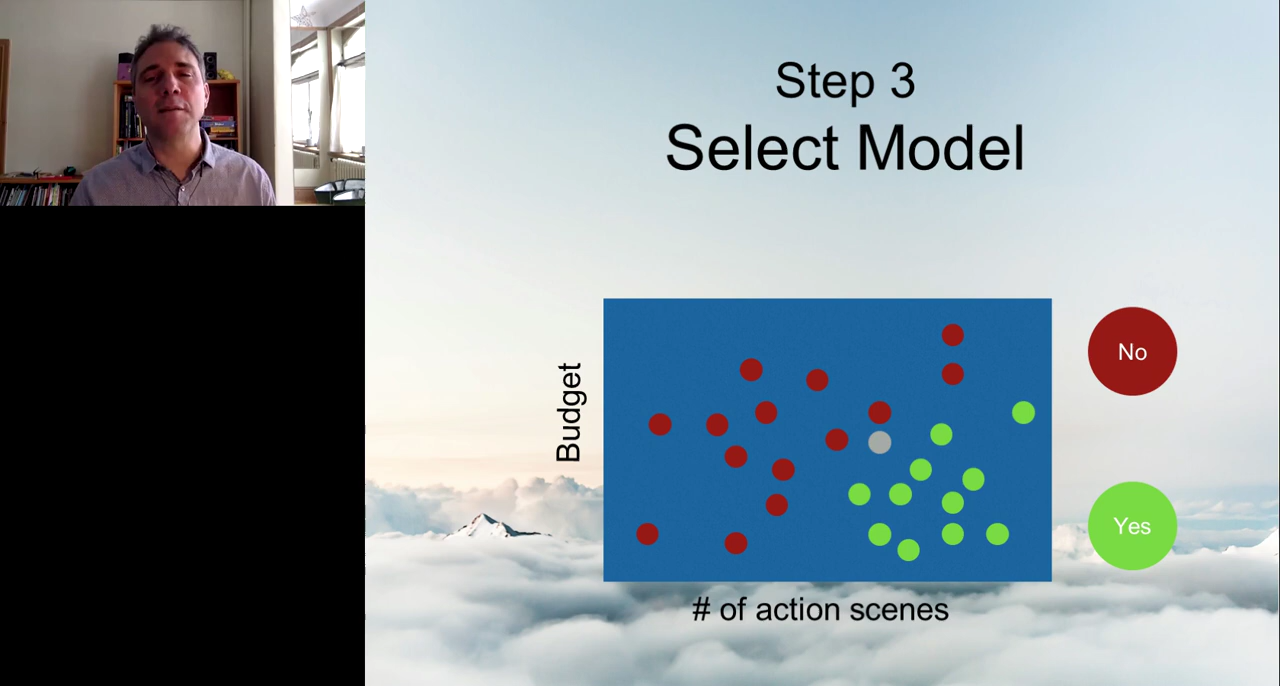 Step 3
Select Model
No
Budget
Yes
# of action scenes